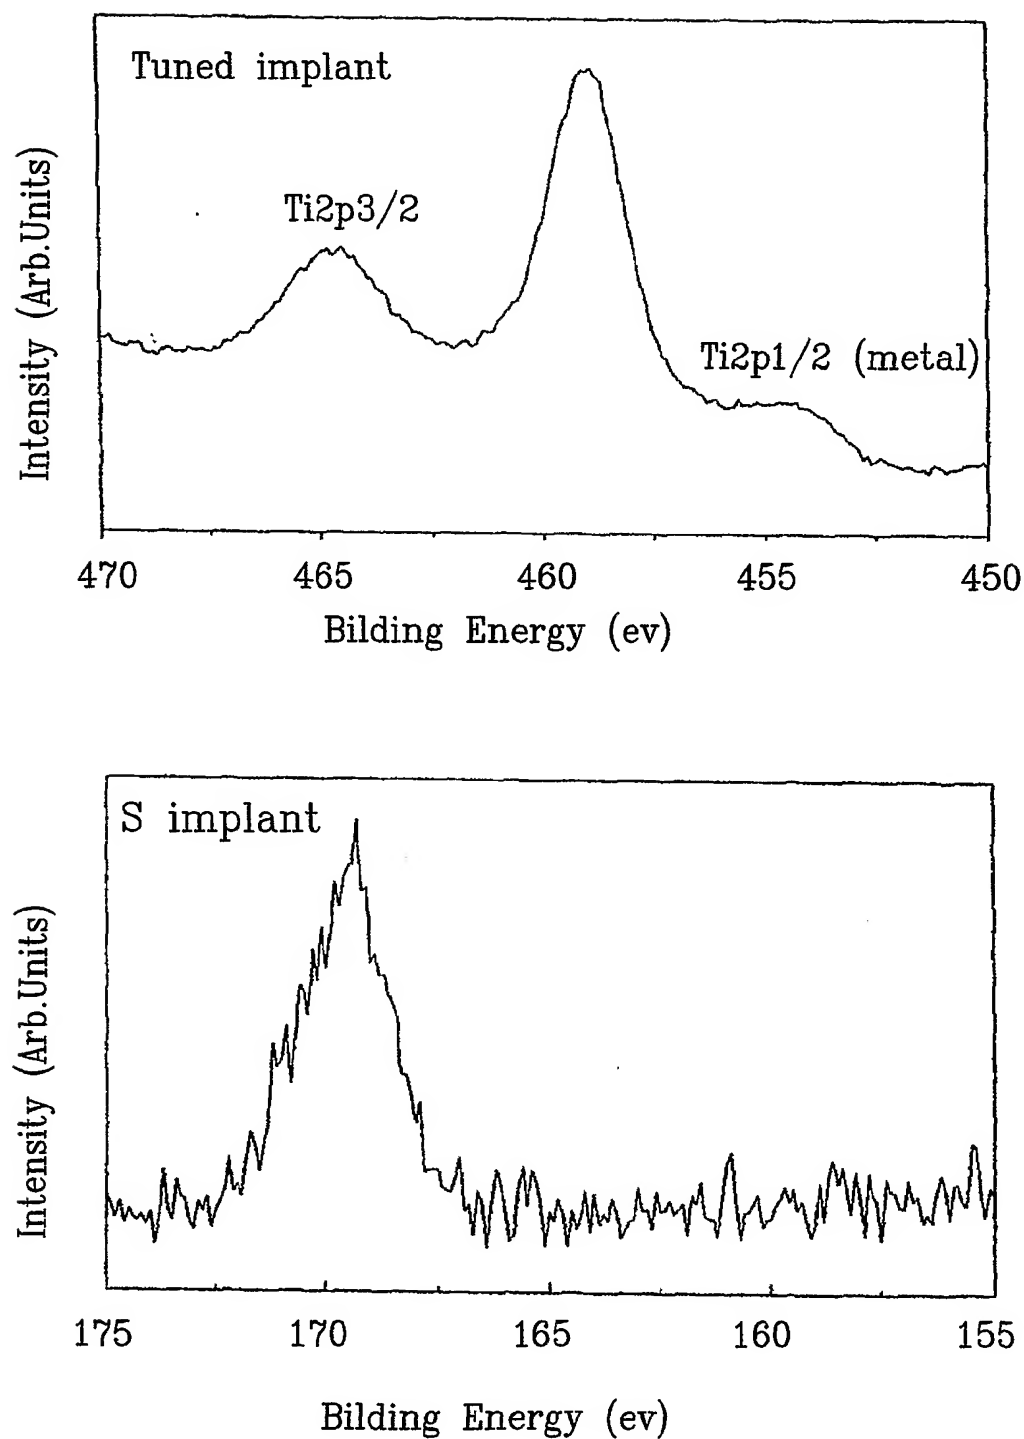 Tuned implant
Ti2p3/2
Ti2p1/2 (metal)
Intensity (Arb.Units)
470 465 460 455 450
Bilding Energy (ev)
S implant
Intensity (Arb.Units)
175 170 165 160 155
Bilding Energy (ev)